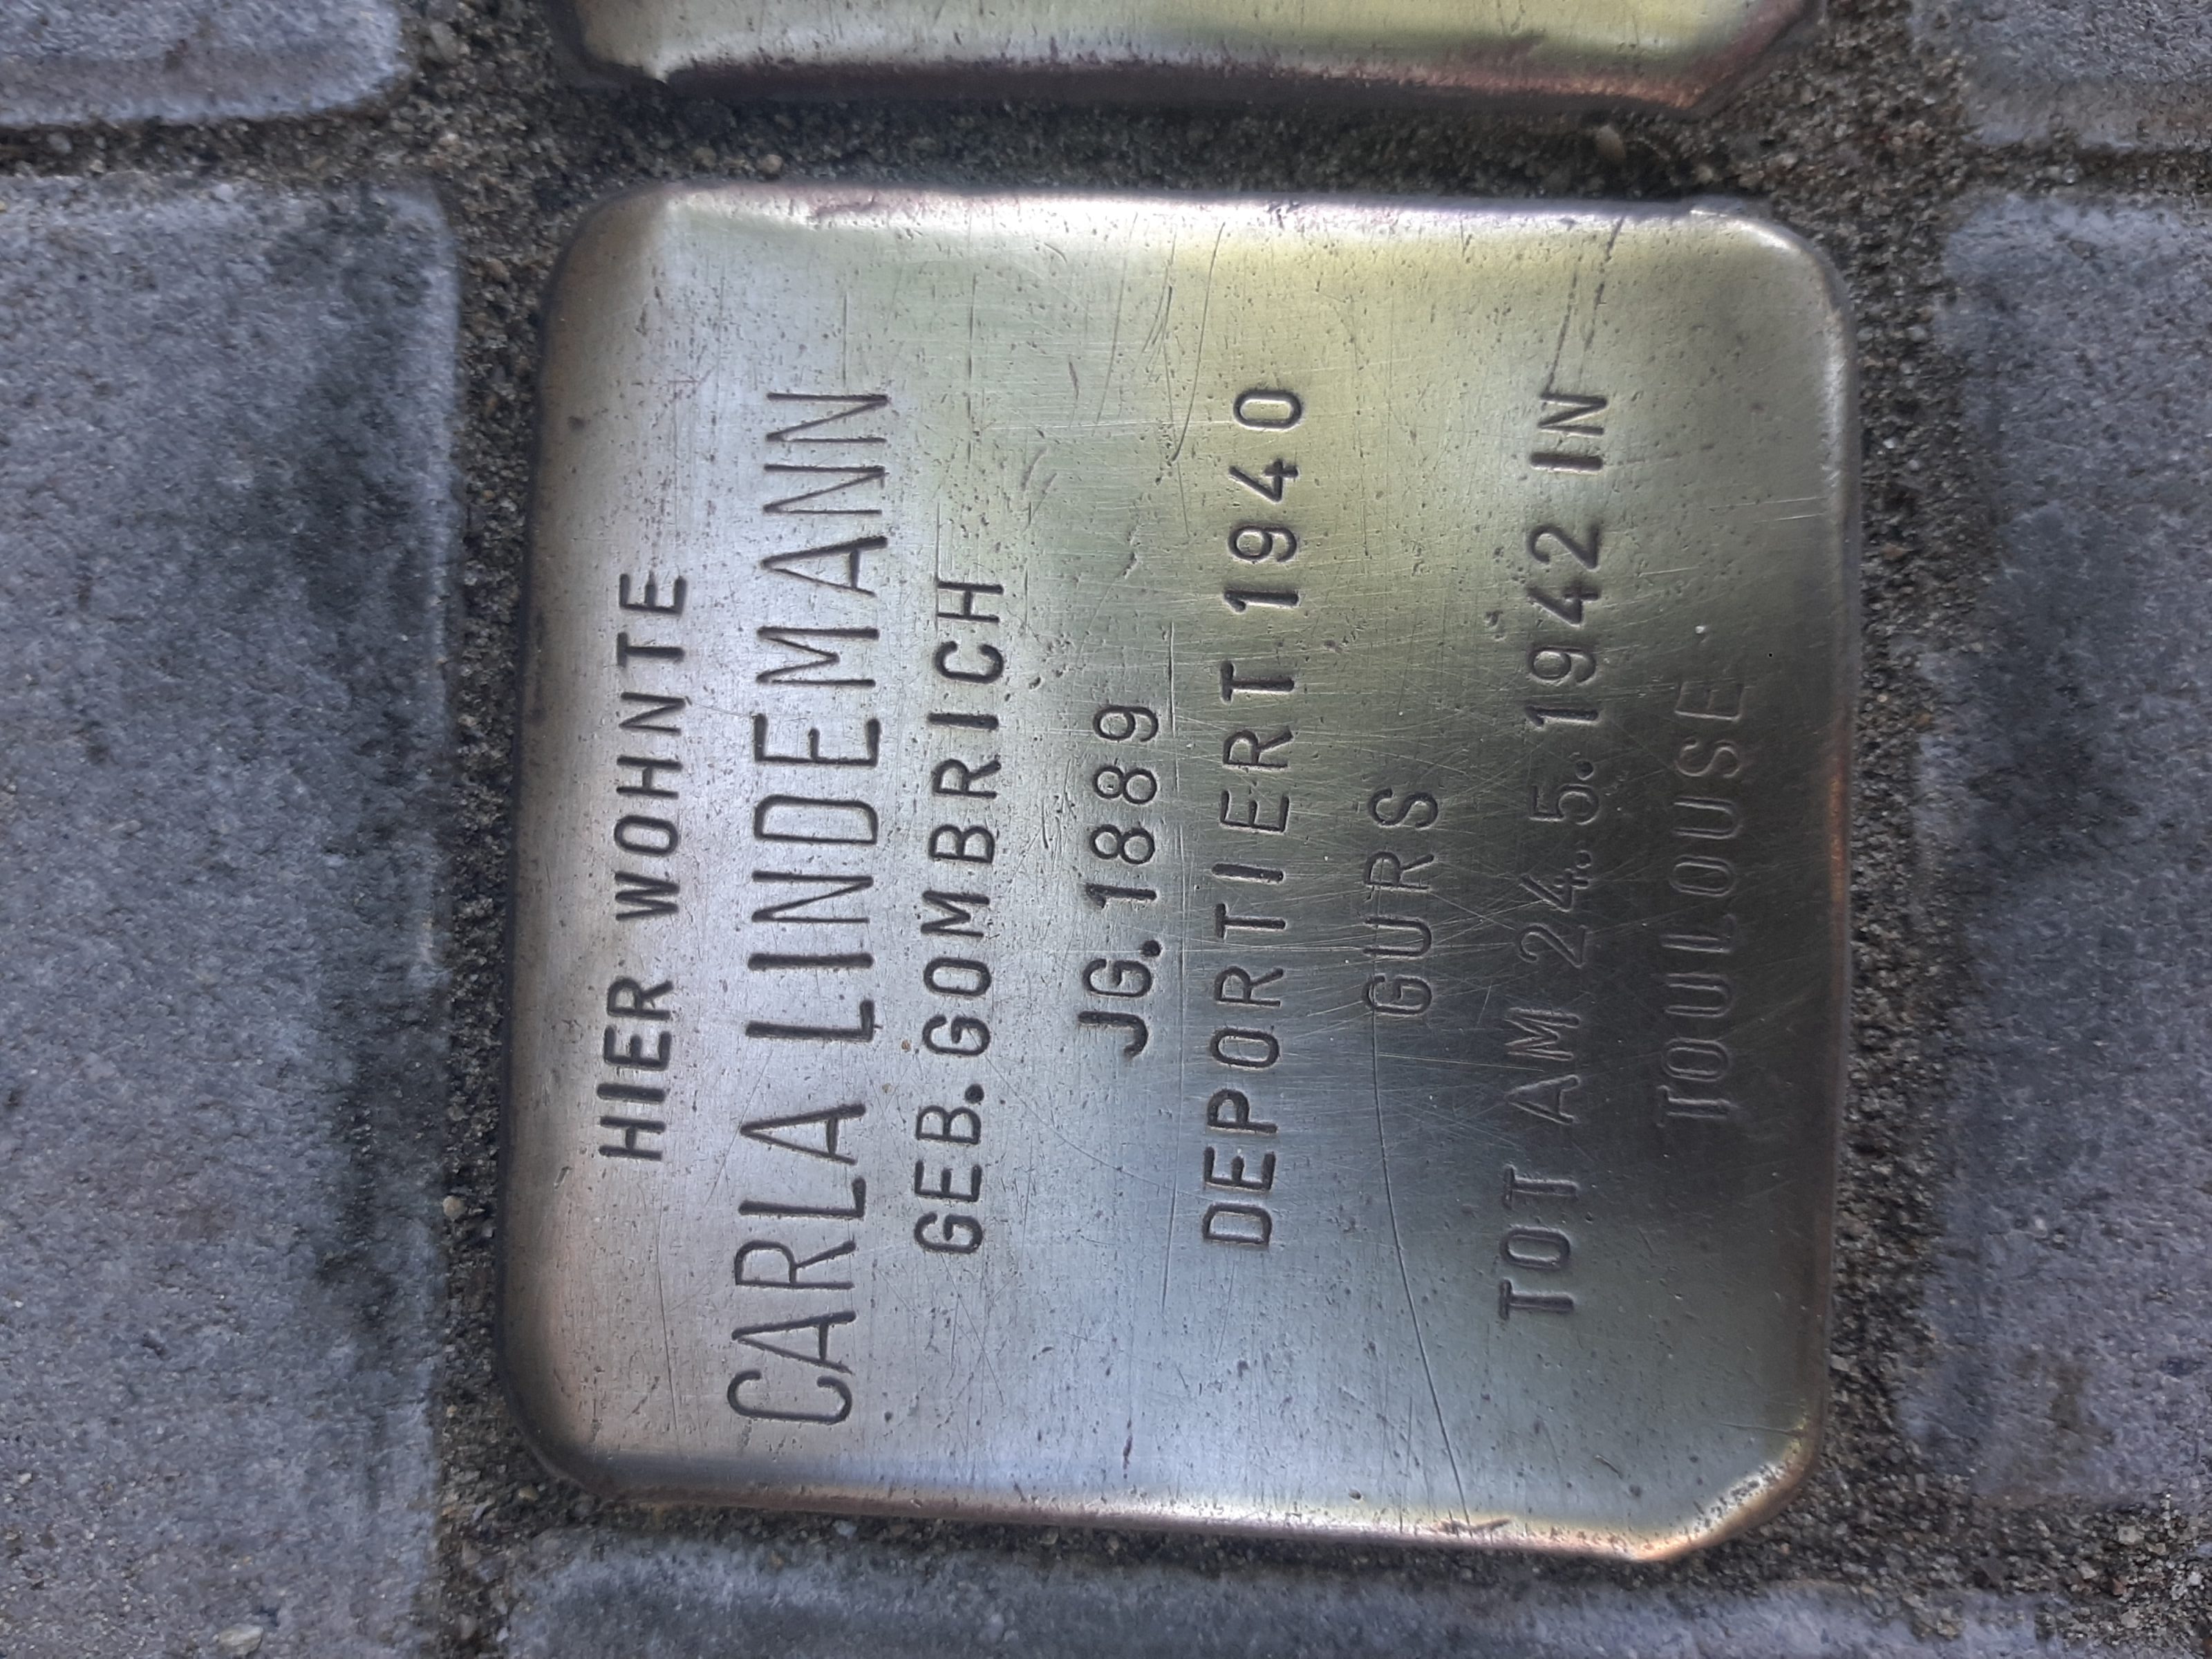 HIER WOHNTE
CARLA LINDEMANN
GEB. GOMBRICH
JG. 1889
DEPORTIERT 1940
GURS
TOT AM 24.5.1942 IN
TOULOUSE